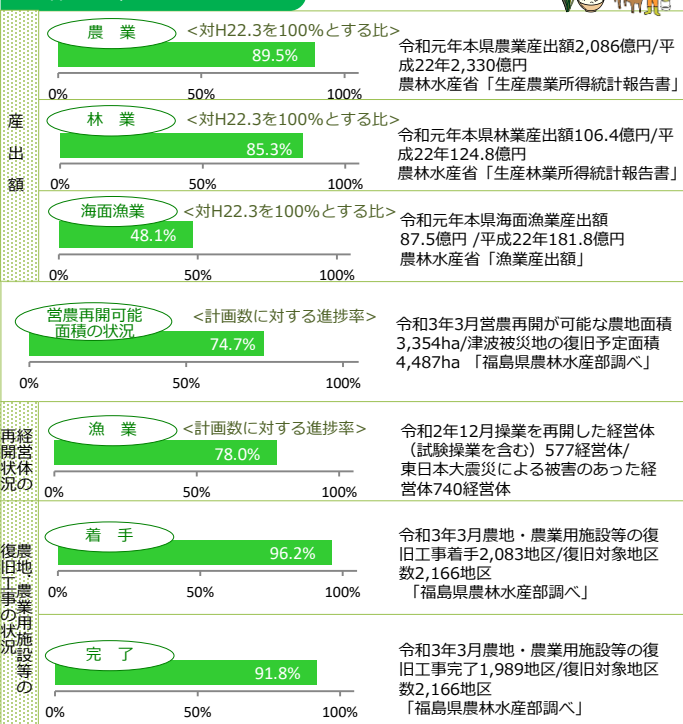 産出額
農　業
<対H22.3を100%とする比>
89.5%
0%　50%　100%
令和元年本県農業産出額2,086億円/平
成22年2,330億円
農林水産省「生産農業所得統計報告書」
林　業
<対H22.3を100%とする比>
85.3%
0%　50%　100%
令和元年本県林業産出額106.4億円/平
成22年124.8億円
農林水産省「生産林業所得統計報告書」
海面漁業
<対H22.3を100%とする比>
48.1%
0%　50%　100%
令和元年本県海面漁業産出額
87.5億円 /平成22年181.8億円
農林水産省「漁業産出額」
営農再開可能
面積の状況
<計画数に対する進捗率>
74.7%
0%　50%　100%
令和3年3月営農再開が可能な農地面積
3,354ha/津波被災地の復旧予定面積
4,487ha 「福島県農林水産部調べ」
経営体の
再開状況
漁　業
<計画数に対する進捗率>
78.0%
0%　50%　100%
令和2年12月操業を再開した経営体
（試験操業を含む）577経営体/
東日本大震災による被害のあった経
営体740経営体
農地・農業用施設等の
復旧工事の状況
着　手
96.2%
0%　50%　100%
令和3年3月農地・農業用施設等の復
旧工事着手2,083地区/復旧対象地区
数2,166地区
「福島県農林水産部調べ」
完　了
91.8%
0%　50%　100%
令和3年3月農地・農業用施設等の復
旧工事完了1,989地区/復旧対象地区
数2,166地区
「福島県農林水産部調べ」